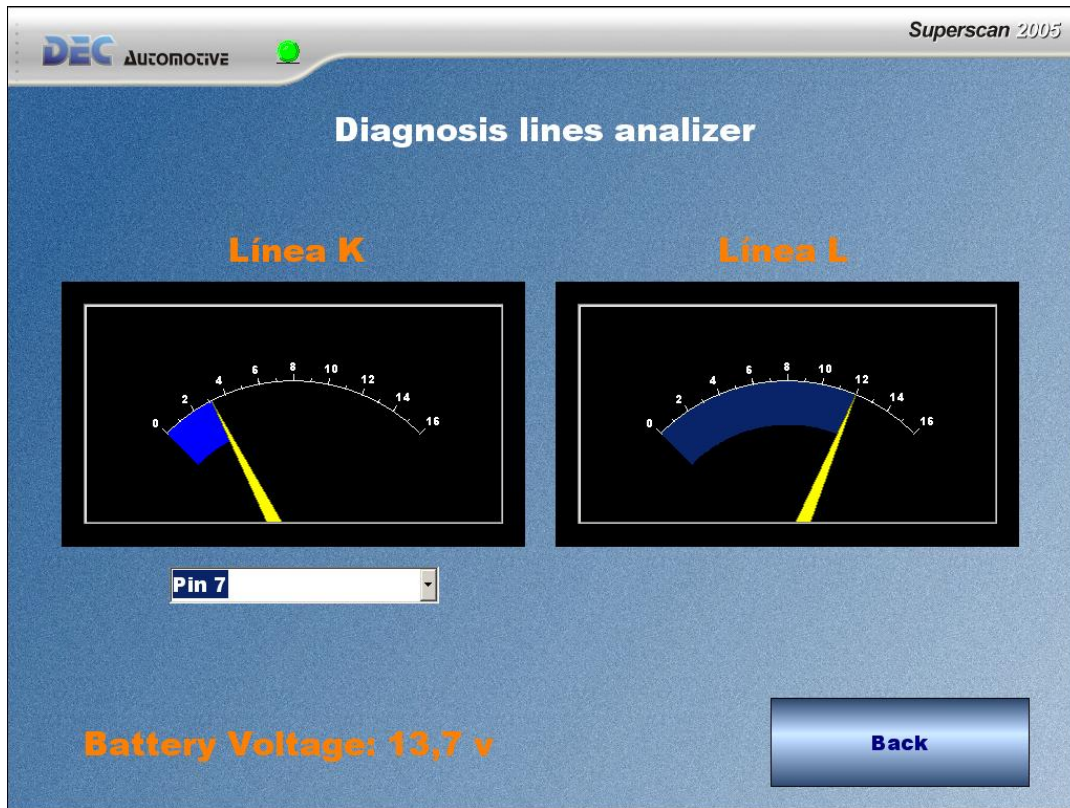 Superscan 2005
DEC Automotive
Diagnosis lines analizer
Línea K
Línea L
0 2 4 6 8 10 12 14 16
0 2 4 6 8 10 12 14 16
Pin 7
Battery Voltage: 13,7 v
Back